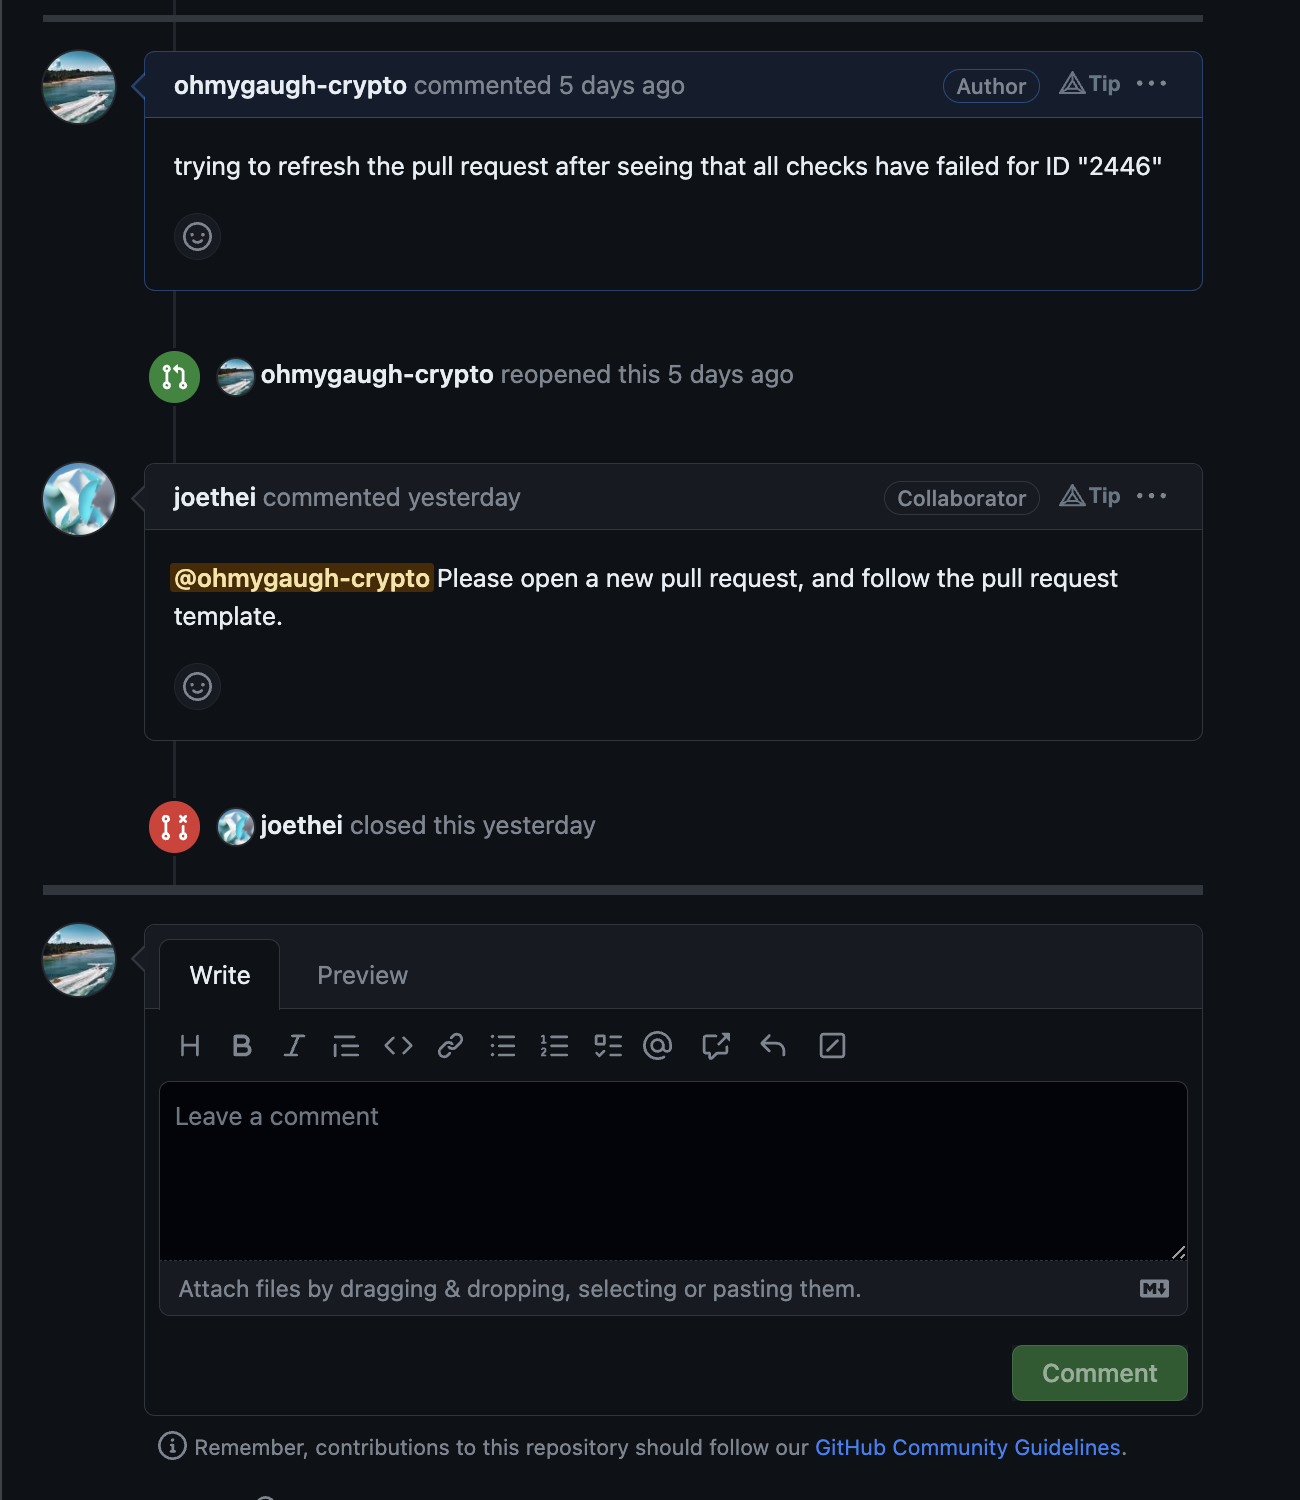 ohmygaugh-crypto commented 5 days ago Author Tip
trying to refresh the pull request after seeing that all checks have failed for ID "2446"
ohmygaugh-crypto reopened this 5 days ago
joethei commented yesterday Collaborator Tip
@ohmygaugh-crypto Please open a new pull request, and follow the pull request
template.
joethei closed this yesterday
Write Preview
Leave a comment
Attach files by dragging & dropping, selecting or pasting them.
Comment
Remember, contributions to this repository should follow our GitHub Community Guidelines.